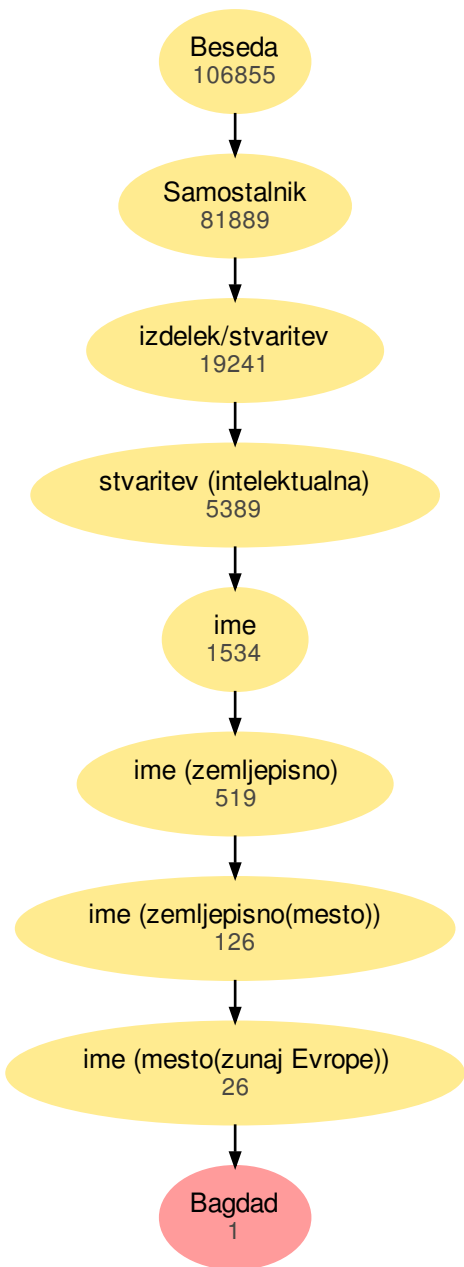 Beseda
106855
Samostalnik
81889
izdelek/stvaritev
19241
stvaritev (intelektualna)
5389
ime
1534
ime (zemljepisno)
519
ime (zemljepisno(mesto))
126
ime (mesto(zunaj Evrope))
26
Bagdad
1